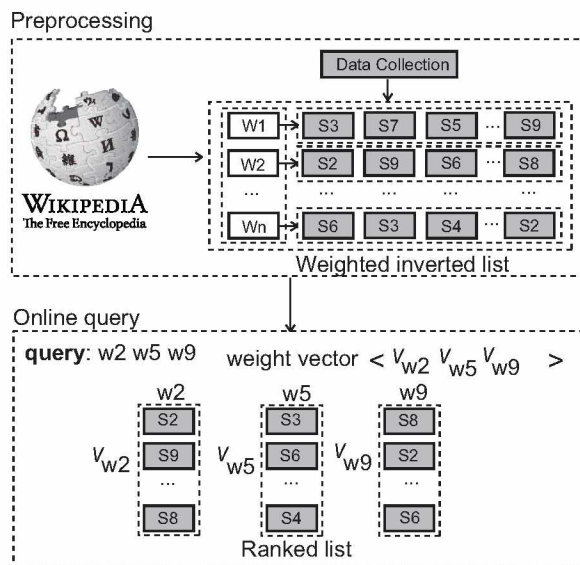 Preprocessing
Data Collection
W1 S3 S7 S5 ... S9
W2 S2 S9 S6 ... S8
... ... ... ... ...
Wn S6 S3 S4 ... S2
WIKIPEDIA
The Free Encyclopedia
Weighted inverted list
Online query
query: w2 w5 w9 weight vector < Vw2 Vw5 Vw9 >
w2 w5 w9
S2 S3 S8
Vw2 S9 Vw5 S6 Vw9 S2
... ... ...
S8 S4 S6
Ranked list